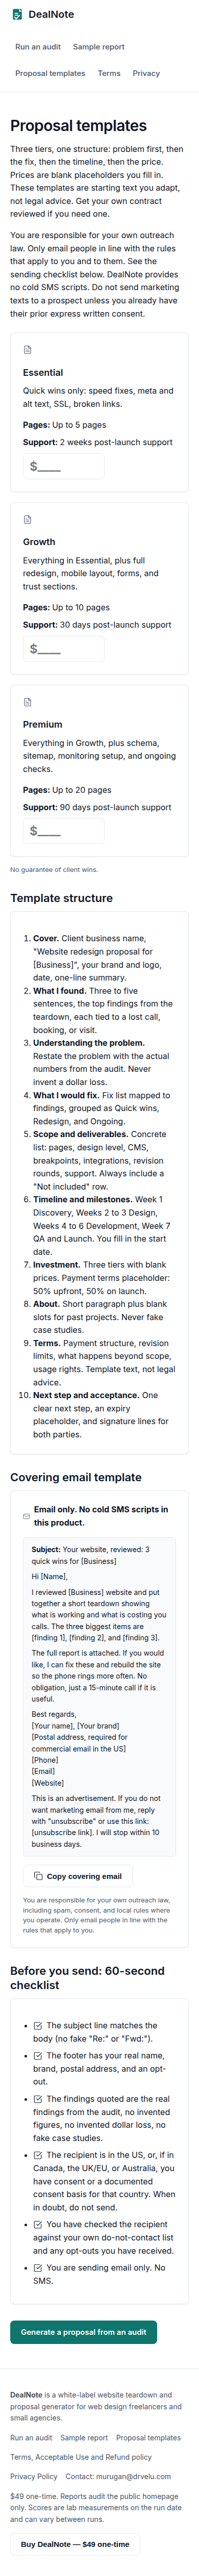 DealNote
Run an audit Sample report
Proposal templates Terms Privacy
Proposal templates
Three tiers, one structure: problem first, then
the fix, then the timeline, then the price.
Prices are blank placeholders you fill in.
These templates are starting text you adapt,
not legal advice. Get your own contract
reviewed if you need one.
You are responsible for your own outreach
law. Only email people in line with the rules
that apply to you and to them. See the
sending checklist below. DealNote provides
no cold SMS scripts. Do not send marketing
texts to a prospect unless you already have
their prior express written consent.
Essential
Quick wins only: speed fixes, meta and
alt text, SSL, broken links.
Pages: Up to 5 pages
Support: 2 weeks post-launch support
$____
Growth
Everything in Essential, plus full
redesign, mobile layout, forms, and
trust sections.
Pages: Up to 10 pages
Support: 30 days post-launch support
$____
Premium
Everything in Growth, plus schema,
sitemap, monitoring setup, and ongoing
checks.
Pages: Up to 20 pages
Support: 90 days post-launch support
$____
No guarantee of client wins.
Template structure
1. Cover. Client business name,
"Website redesign proposal for
[Business]", your brand and logo,
date, one-line summary.
2. What I found. Three to five
sentences, the top findings from the
teardown, each tied to a lost call,
booking, or visit.
3. Understanding the problem.
Restate the problem with the actual
numbers from the audit. Never
invent a dollar loss.
4. What I would fix. Fix list mapped to
findings, grouped as Quick wins,
Redesign, and Ongoing.
5. Scope and deliverables. Concrete
list: pages, design level, CMS,
breakpoints, integrations, revision
rounds, support. Always include a
"Not included" row.
6. Timeline and milestones. Week 1
Discovery, Weeks 2 to 3 Design,
Weeks 4 to 6 Development, Week 7
QA and Launch. You fill in the start
date.
7. Investment. Three tiers with blank
prices. Payment terms placeholder:
50% upfront, 50% on launch.
8. About. Short paragraph plus blank
slots for past projects. Never fake
case studies.
9. Terms. Payment structure, revision
limits, what happens beyond scope,
usage rights. Template text, not legal
advice.
10. Next step and acceptance. One
clear next step, an expiry
placeholder, and signature lines for
both parties.
Covering email template
Email only. No cold SMS scripts in
this product.
Subject: Your website, reviewed: 3
quick wins for [Business]
Hi [Name],
I reviewed [Business] website and put
together a short teardown showing
what is working and what is costing you
calls. The three biggest items are
[finding 1], [finding 2], and [finding 3].
The full report is attached. If you would
like, I can fix these and rebuild the site
so the phone rings more often. No
obligation, just a 15-minute call if it is
useful.
Best regards,
[Your name], [Your brand]
[Postal address, required for
commercial email in the US]
[Phone]
[Email]
[Website]
This is an advertisement. If you do not
want marketing email from me, reply
with "unsubscribe" or use this link:
[unsubscribe link]. I will stop within 10
business days.
Copy covering email
You are responsible for your own outreach law,
including spam, consent, and local rules where
you operate. Only email people in line with the
rules that apply to you.
Before you send: 60-second
checklist
The subject line matches the
body (no fake "Re:" or "Fwd:").
The footer has your real name,
brand, postal address, and an opt-
out.
The findings quoted are the real
findings from the audit, no invented
figures, no invented dollar loss, no
fake case studies.
The recipient is in the US, or, if in
Canada, the UK/EU, or Australia, you
have consent or a documented
consent basis for that country. When
in doubt, do not send.
You have checked the recipient
against your own do-not-contact list
and any opt-outs you have received.
You are sending email only. No
SMS.
Generate a proposal from an audit
DealNote is a white-label website teardown and
proposal generator for web design freelancers and
small agencies.
Run an audit Sample report Proposal templates
Terms, Acceptable Use and Refund policy
Privacy Policy Contact: murugan@drvelu.com
$49 one-time. Reports audit the public homepage
only. Scores are lab measurements on the run date
and can vary between runs.
Buy DealNote — $49 one-time